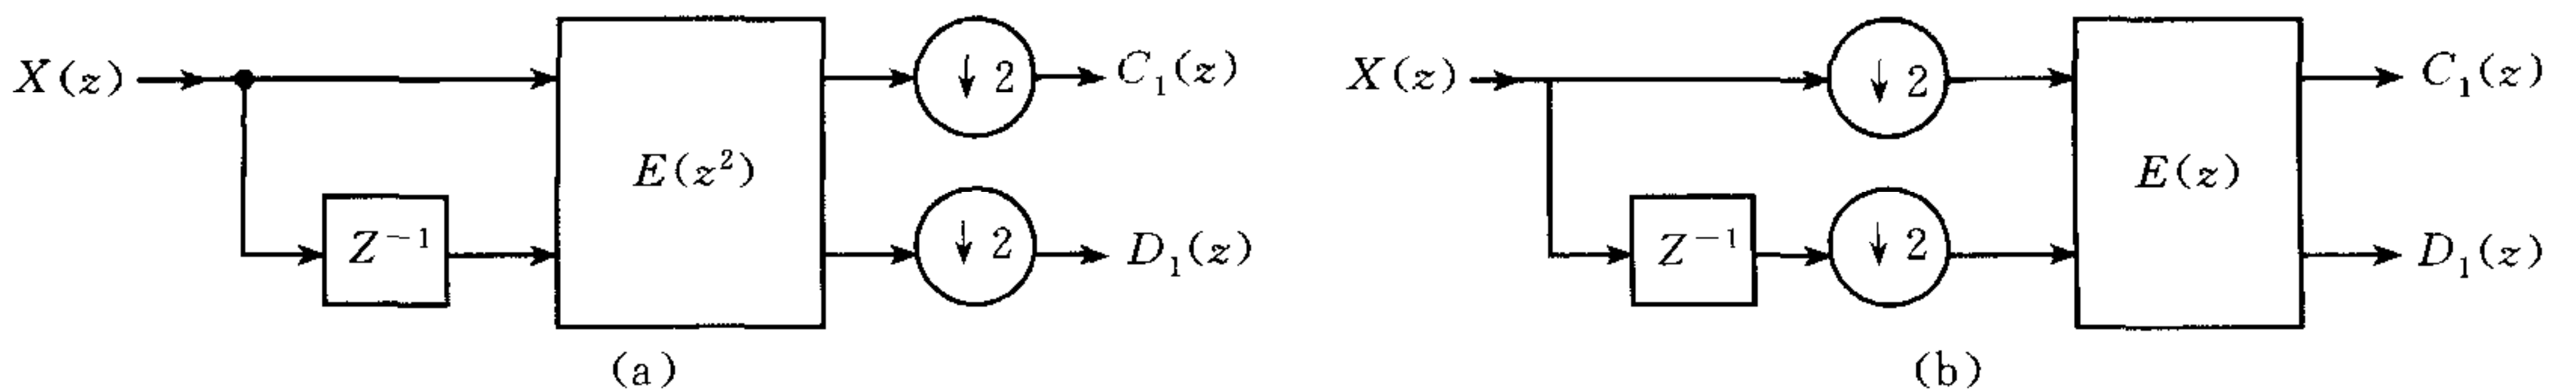 X(z)
E(z²)
↓ 2
C₁(z)
Z⁻¹
↓ 2
D₁(z)
(a)
X(z)
↓ 2
E(z)
C₁(z)
Z⁻¹
↓ 2
D₁(z)
(b)